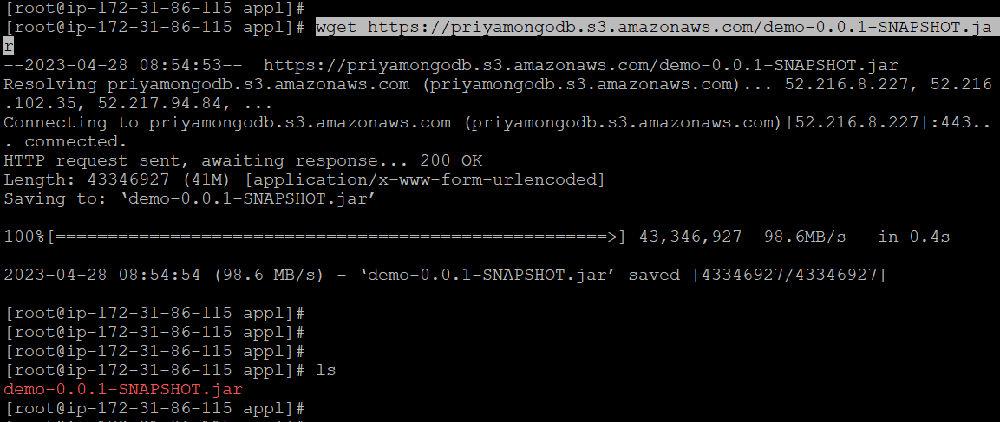 [root@ip-172-31-86-115 appl]#
[root@ip-172-31-86-115 appl]# wget https://priyamongodb.s3.amazonaws.com/demo-0.0.1-SNAPSHOT.ja
r
--2023-04-28 08:54:53--  https://priyamongodb.s3.amazonaws.com/demo-0.0.1-SNAPSHOT.jar
Resolving priyamongodb.s3.amazonaws.com (priyamongodb.s3.amazonaws.com)... 52.216.8.227, 52.216
.102.35, 52.217.94.84, ...
Connecting to priyamongodb.s3.amazonaws.com (priyamongodb.s3.amazonaws.com)|52.216.8.227|:443..
. connected.
HTTP request sent, awaiting response... 200 OK
Length: 43346927 (41M) [application/x-www-form-urlencoded]
Saving to: ‘demo-0.0.1-SNAPSHOT.jar’
100%[=====================================================>] 43,346,927  98.6MB/s   in 0.4s
2023-04-28 08:54:54 (98.6 MB/s) - ‘demo-0.0.1-SNAPSHOT.jar’ saved [43346927/43346927]
[root@ip-172-31-86-115 appl]#
[root@ip-172-31-86-115 appl]#
[root@ip-172-31-86-115 appl]#
[root@ip-172-31-86-115 appl]# ls
demo-0.0.1-SNAPSHOT.jar
[root@ip-172-31-86-115 appl]#